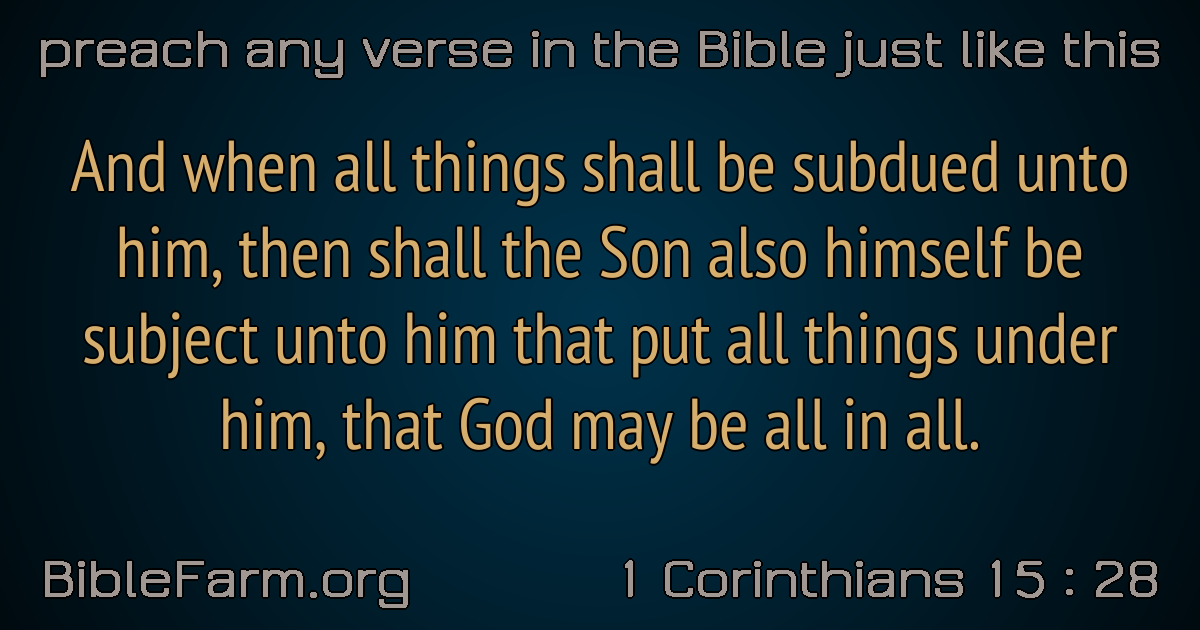 preach any verse in the Bible just like this
And when all things shall be subdued unto
him, then shall the Son also himself be
subject unto him that put all things under
him, that God may be all in all.
BibleFarm.org
1 Corinthians 15 : 28